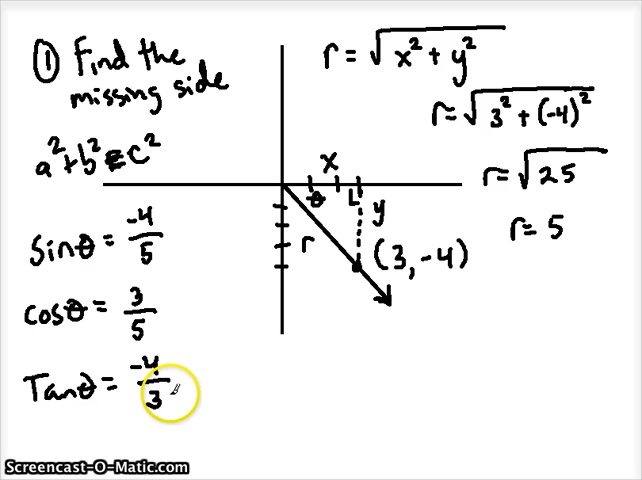 ① Find the
missing side
a² + b² = c²
sinθ = -4/5
cosθ = 3/5
Tanθ = -4/3
r = √(x² + y²)
r = √(3² + (-4)²)
r = √25
r = 5
x
θ
y
r
(3, -4)
Screencast-O-Matic.com